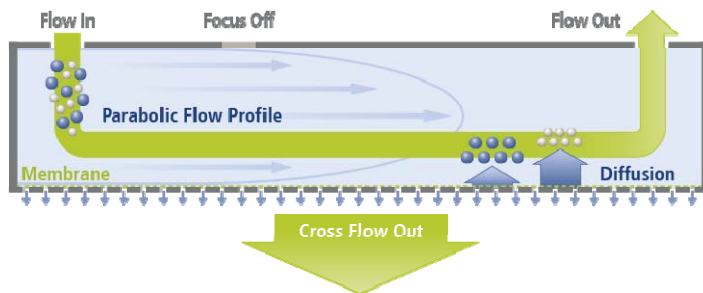 Flow In
Focus Off
Flow Out
Parabolic Flow Profile
Membrane
Diffusion
Cross Flow Out